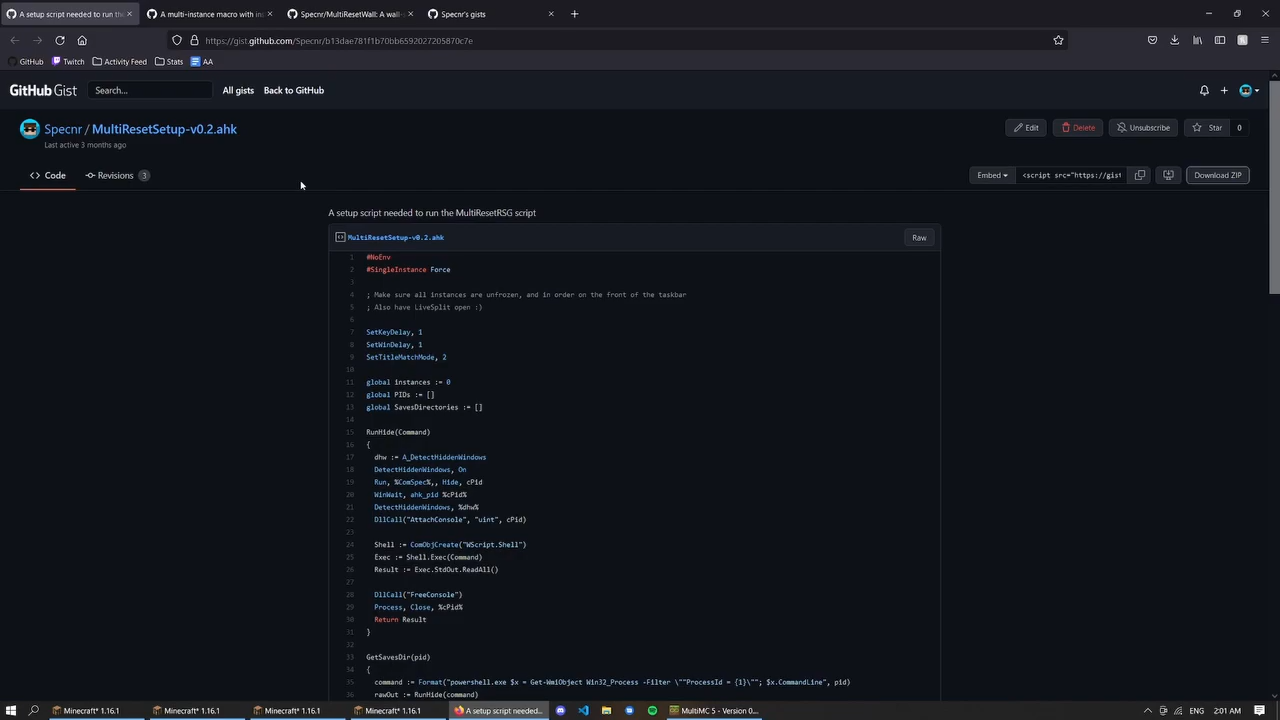 A setup script needed to run the
A multi-instance macro with ins
Specnr/MultiResetWall: A wall-s
Specnr's gists
https://gist.github.com/Specnr/b13dae781f1b70bb6592027205870c7e
GitHub
Twitch
Activity Feed
Stats
AA
GitHub Gist
Search...
All gists
Back to GitHub
Specnr / MultiResetSetup-v0.2.ahk
Last active 3 months ago
Edit
Delete
Unsubscribe
Star
0
Code
Revisions 3
Embed
<script src="https://gist
Download ZIP
A setup script needed to run the MultiResetRSG script
MultiResetSetup-v0.2.ahk
Raw
1 #NoEnv
2 #SingleInstance Force
3
4 ; Make sure all instances are unfrozen, and in order on the front of the taskbar
5 ; Also have LiveSplit open :)
6
7 SetKeyDelay, 1
8 SetWinDelay, 1
9 SetTitleMatchMode, 2
10
11 global instances := 0
12 global PIDs := []
13 global SavesDirectories := []
14
15 RunHide(Command)
16 {
17 dhw := A_DetectHiddenWindows
18 DetectHiddenWindows, On
19 Run, %ComSpec%,, Hide, cPid
20 WinWait, ahk_pid %cPid%
21 DetectHiddenWindows, %dhw%
22 DllCall("AttachConsole", "uint", cPid)
23
24 Shell := ComObjCreate("WScript.Shell")
25 Exec := Shell.Exec(Command)
26 Result := Exec.StdOut.ReadAll()
27
28 DllCall("FreeConsole")
29 Process, Close, %cPid%
30 Return Result
31 }
32
33 GetSavesDir(pid)
34 {
35 command := Format("powershell.exe $x = Get-WmiObject Win32_Process -Filter \""ProcessId = {1}\""; $x.CommandLine", pid)
36 rawOut := RunHide(command)
Minecraft* 1.16.1
Minecraft* 1.16.1
Minecraft* 1.16.1
Minecraft* 1.16.1
A setup script needed...
MultiMC 5 - Version 0...
ENG
2:01 AM